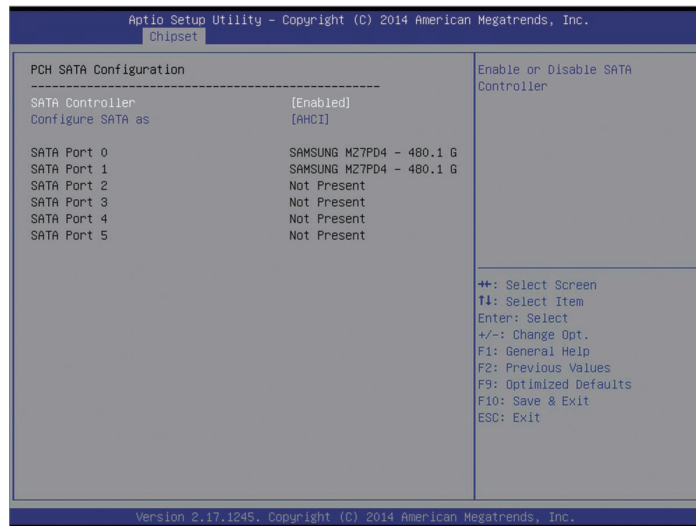 Aptio Setup Utility – Copyright (C) 2014 American Megatrends, Inc.
Chipset
PCH SATA Configuration
--------------------------------------------------
SATA Controller [Enabled]
Configure SATA as [AHCI]
SATA Port 0 SAMSUNG MZ7PD4 – 480.1 G
SATA Port 1 SAMSUNG MZ7PD4 – 480.1 G
SATA Port 2 Not Present
SATA Port 3 Not Present
SATA Port 4 Not Present
SATA Port 5 Not Present
Enable or Disable SATA
Controller
→←: Select Screen
↑↓: Select Item
Enter: Select
+/-: Change Opt.
F1: General Help
F2: Previous Values
F9: Optimized Defaults
F10: Save & Exit
ESC: Exit
Version 2.17.1245. Copyright (C) 2014 American Megatrends, Inc.